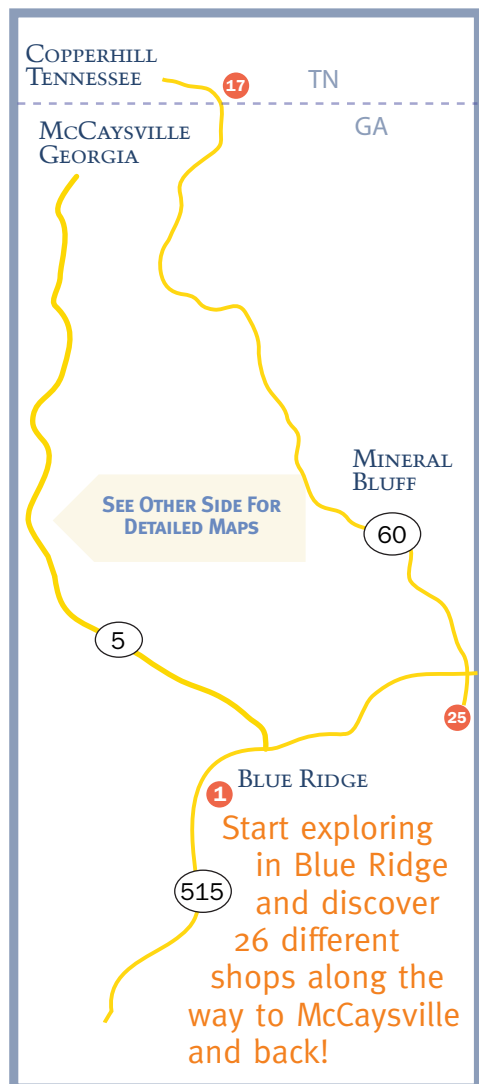 Copperhill
Tennessee
17
TN
GA
McCaysville
Georgia
Mineral
Bluff
See Other Side For
Detailed Maps
60
5
25
1
Blue Ridge
515
Start exploring
in Blue Ridge
and discover
26 different
shops along the
way to McCaysville
and back!